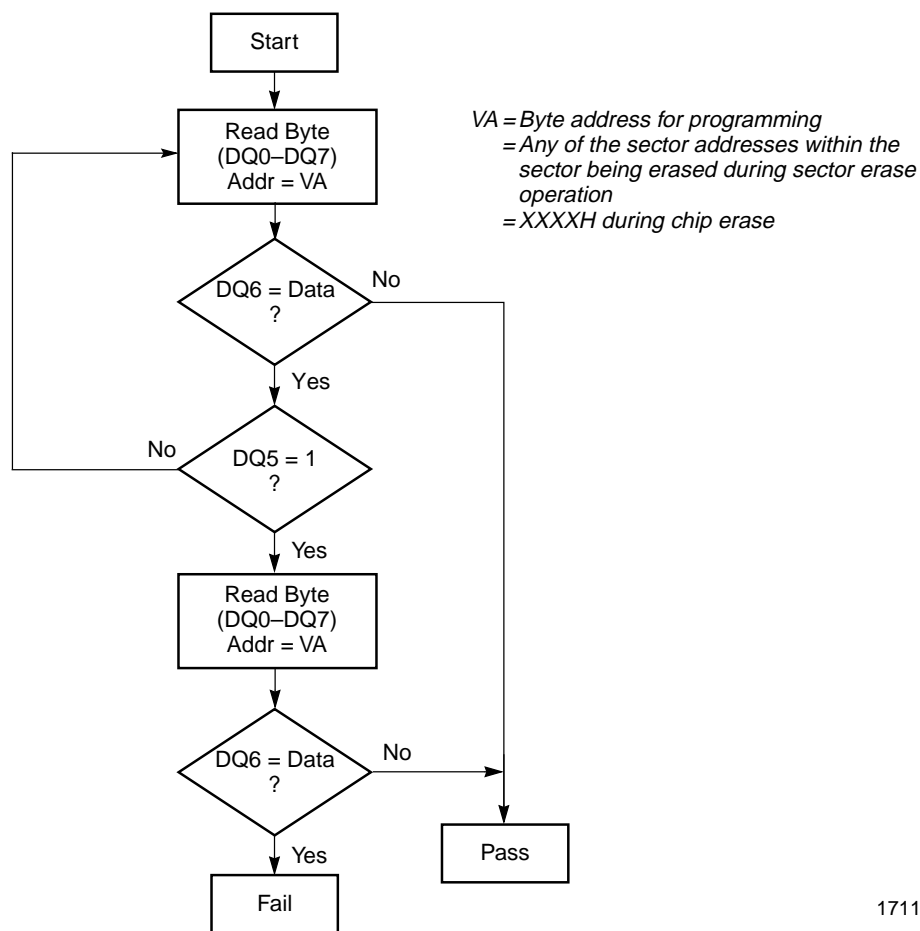 Start
Read Byte
(DQ0–DQ7)
Addr = VA
VA = Byte address for programming
= Any of the sector addresses within the
sector being erased during sector erase
operation
= XXXXH during chip erase
DQ6 = Data
?
No
Yes
DQ5 = 1
?
No
Yes
Read Byte
(DQ0–DQ7)
Addr = VA
DQ6 = Data
?
No
Yes
Pass
Fail
1711